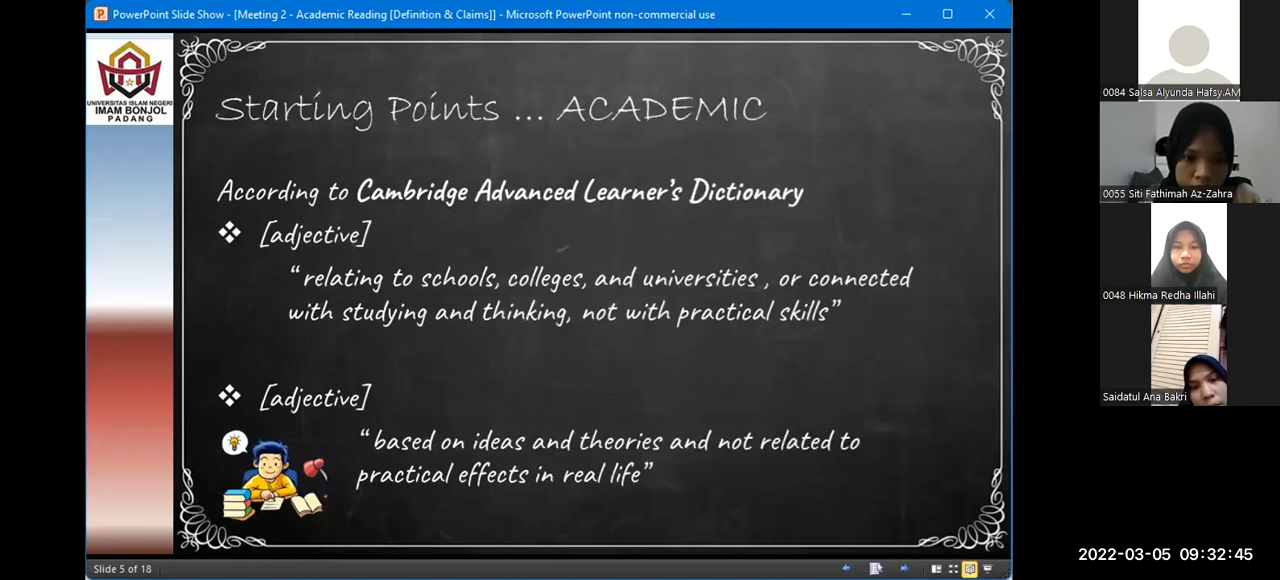 PowerPoint Slide Show - [Meeting 2 - Academic Reading [Definition & Claims]] - Microsoft PowerPoint non-commercial use
UNIVERSITAS ISLAM NEGERI
IMAM BONJOL
PADANG
Starting Points ... ACADEMIC
According to Cambridge Advanced Learner's Dictionary
❖ [adjective]
“relating to schools, colleges, and universities , or connected
with studying and thinking, not with practical skills”
❖ [adjective]
“based on ideas and theories and not related to
practical effects in real life”
Slide 5 of 18
0084 Salsa Alyunda Hafsy.AM
0055 Siti Fathimah Az-Zahra
0048 Hikma Redha Illahi
Saidatul Ana Bakri
2022-03-05 09:32:45